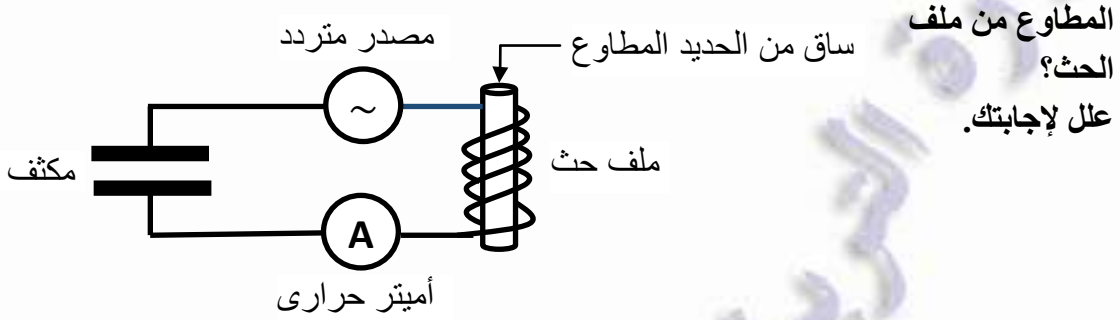 المطاوع من ملف
الحث؟
علل لإجابتك.
مصدر متردد
ساق من الحديد المطاوع
~
مكثف
ملف حث
A
أميتر حرارى